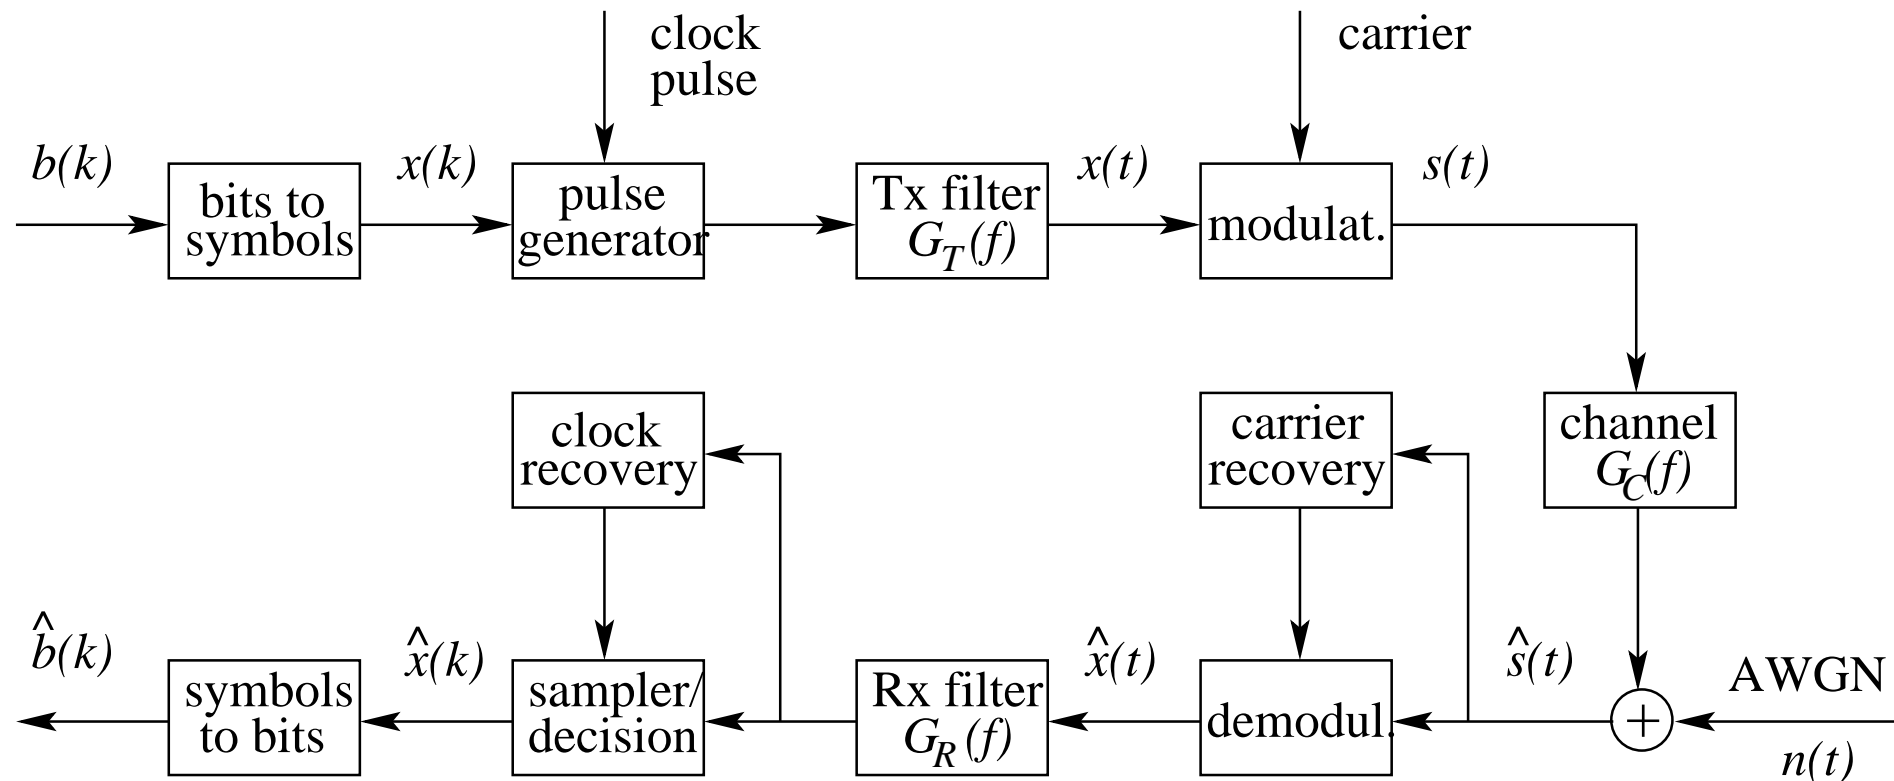 clock
pulse
carrier
b(k)
bits to
symbols
x(k)
pulse
generator
Tx filter
G_T(f)
x(t)
modulat.
s(t)
clock
recovery
carrier
recovery
channel
G_C(f)
b̂(k)
symbols
to bits
x̂(k)
sampler/
decision
Rx filter
G_R(f)
x̂(t)
demodul.
ŝ(t)
+
AWGN
n(t)